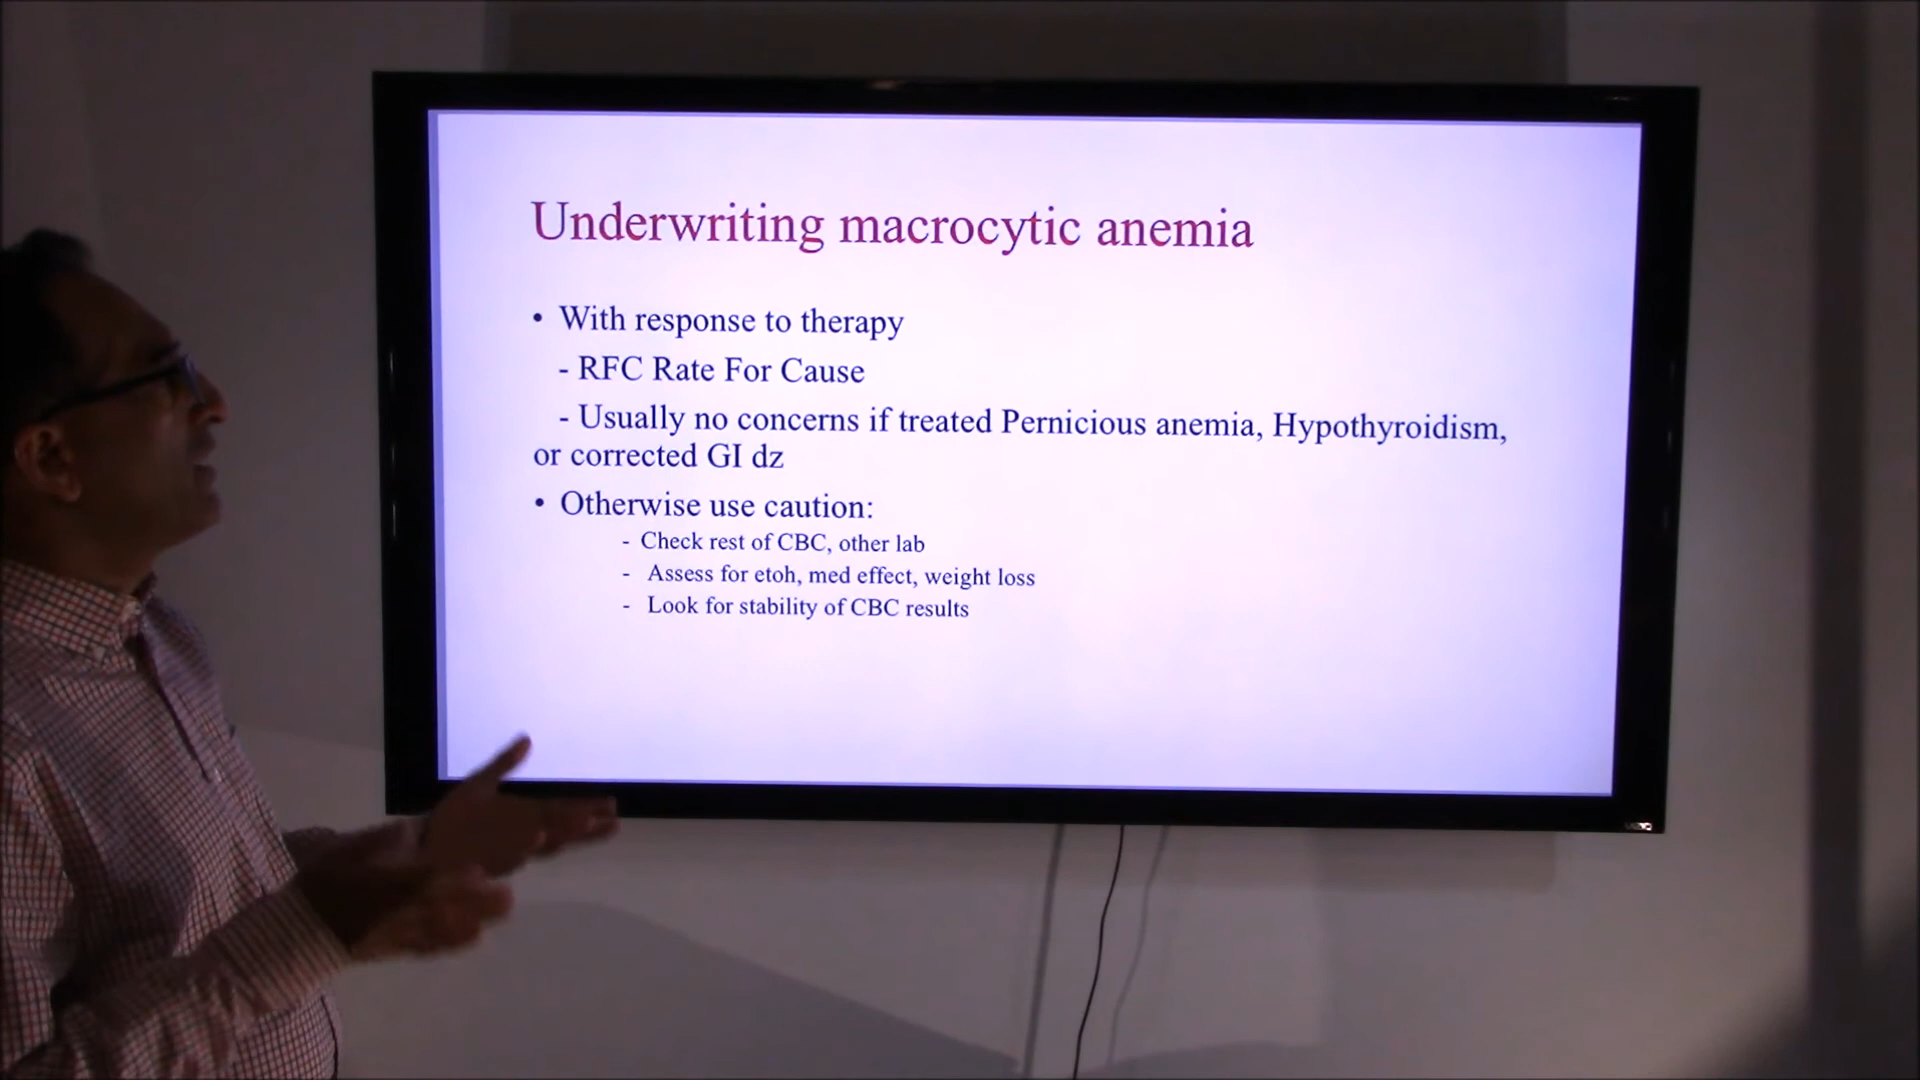 Underwriting macrocytic anemia
• With response to therapy
- RFC Rate For Cause
- Usually no concerns if treated Pernicious anemia, Hypothyroidism,
or corrected GI dz
• Otherwise use caution:
- Check rest of CBC, other lab
- Assess for etoh, med effect, weight loss
- Look for stability of CBC results
VIZIO